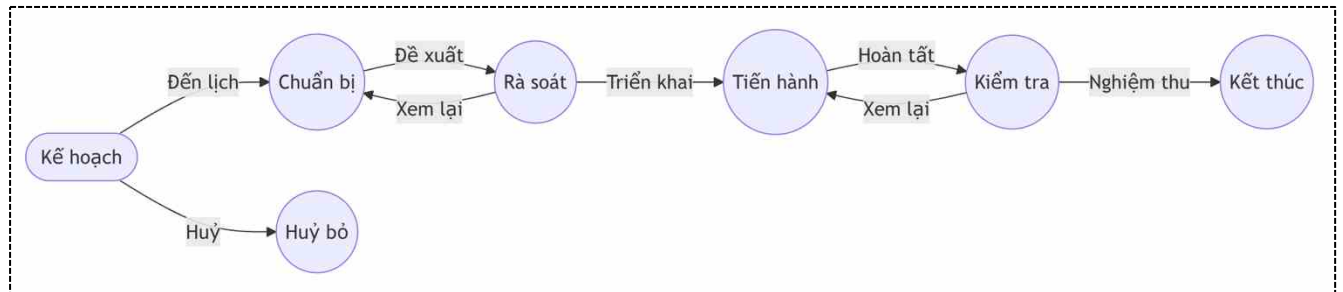 Kế hoạch
Đến lịch
Chuẩn bị
Đề xuất
Xem lại
Rà soát
Triển khai
Tiến hành
Hoàn tất
Xem lại
Kiểm tra
Nghiệm thu
Kết thúc
Huỷ
Huỷ bỏ